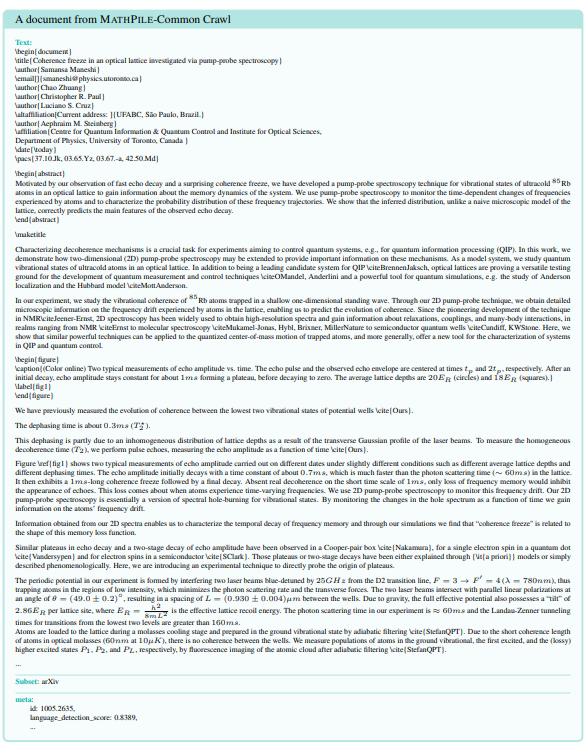 A document from MATHPILE-Common Crawl
Text:
\begin{document}
\title{Coherence freeze in an optical lattice investigated via pump-probe spectroscopy}
\author{Samansa Maneshi}
\email[]{smaneshi@physics.utoronto.ca}
\author{Chao Zhuang}
\author{Christopher R. Paul}
\author{Luciano S. Cruz}
\altaffiliation[Current address: ]{UFABC, São Paulo, Brazil.}
\author{Aephraim M. Steinberg}
\affiliation{Centre for Quantum Information & Quantum Control and Institute for Optical Sciences,
Department of Physics, University of Toronto, Canada }
\date{\today}
\pacs{37.10.Jk, 03.65.Yz, 03.67.-a, 42.50.Md}
\begin{abstract}
Motivated by our observation of fast echo decay and a surprising coherence freeze, we have developed a pump-probe spectroscopy technique for vibrational states of ultracold ⁸⁵Rb
atoms in an optical lattice to gain information about the memory dynamics of the system. We use pump-probe spectroscopy to monitor the time-dependent changes of frequencies
experienced by atoms and to characterize the probability distribution of these frequency trajectories. We show that the inferred distribution, unlike a naive microscopic model of the
lattice, correctly predicts the main features of the observed echo decay.
\end{abstract}
\maketitle
Characterizing decoherence mechanisms is a crucial task for experiments aiming to control quantum systems, e.g., for quantum information processing (QIP). In this work, we
demonstrate how two-dimensional (2D) pump-probe spectroscopy may be extended to provide important information on these mechanisms. As a model system, we study quantum
vibrational states of ultracold atoms in an optical lattice. In addition to being a leading candidate system for QIP \cite{BrennenJaksch, optical lattices are proving a versatile testing
ground for the development of quantum measurement and control techniques \cite{OMandel, Anderlini and a powerful tool for quantum simulations, e.g. the study of Anderson
localization and the Hubbard model \cite{MottAnderson.
In our experiment, we study the vibrational coherence of ⁸⁵Rb atoms trapped in a shallow one-dimensional standing wave. Through our 2D pump-probe technique, we obtain detailed
microscopic information on the frequency drift experienced by atoms in the lattice, enabling us to predict the evolution of coherence. Since the pioneering development of the technique
in NMR\cite{Jeener-Ernst, 2D spectroscopy has been widely used to obtain high-resolution spectra and gain information about relaxations, couplings, and many-body interactions, in
realms ranging from NMR \cite{Ernst to molecular spectroscopy \cite{Mukamel-Jonas, Hybl, Brixner, MillerNature to semiconductor quantum wells \cite{Cundiff, KWStone. Here, we
show that similar powerful techniques can be applied to the quantized center-of-mass motion of trapped atoms, and more generally, offer a new tool for the characterization of systems
in QIP and quantum control.
\begin{figure}
\caption{(Color online) Two typical measurements of echo amplitude vs. time. The echo pulse and the observed echo envelope are centered at times tₚ and 2tₚ, respectively. After an
initial decay, echo amplitude stays constant for about 1ms forming a plateau, before decaying to zero. The average lattice depths are 20E_R (circles) and 18E_R (squares).}
\label{fig1}
\end{figure}
We have previously measured the evolution of coherence between the lowest two vibrational states of potential wells \cite{Ours}.
The dephasing time is about 0.3ms (T₂*).
This dephasing is partly due to an inhomogeneous distribution of lattice depths as a result of the transverse Gaussian profile of the laser beams. To measure the homogeneous
decoherence time (T₂), we perform pulse echoes, measuring the echo amplitude as a function of time \cite{Ours}.
Figure \ref{fig1} shows two typical measurements of echo amplitude carried out on different dates under slightly different conditions such as different average lattice depths and
different dephasing times. The echo amplitude initially decays with a time constant of about 0.7ms, which is much faster than the photon scattering time (∼ 60ms) in the lattice.
It then exhibits a 1ms-long coherence freeze followed by a final decay. Absent real decoherence on the short time scale of 1ms, only loss of frequency memory would inhibit
the appearance of echoes. This loss comes about when atoms experience time-varying frequencies. We use 2D pump-probe spectroscopy to monitor this frequency drift. Our 2D
pump-probe spectroscopy is essentially a version of spectral hole-burning for vibrational states. By monitoring the changes in the hole spectrum as a function of time we gain
information on the atoms' frequency drift.
Information obtained from our 2D spectra enables us to characterize the temporal decay of frequency memory and through our simulations we find that "coherence freeze" is related to
the shape of this memory loss function.
Similar plateaus in echo decay and a two-stage decay of echo amplitude have been observed in a Cooper-pair box \cite{Nakamura}, for a single electron spin in a quantum dot
\cite{Vandersypen} and for electron spins in a semiconductor \cite{SClark}. Those plateaus or two-stage decays have been either explained through {\it{a priori}} models or simply
described phenomenologically. Here, we are introducing an experimental technique to directly probe the origin of plateau.
The periodic potential in our experiment is formed by interfering two laser beams blue-detuned by 25GHz from the D2 transition line, F = 3 → F′ = 4 (λ = 780nm), thus
trapping atoms in the regions of low intensity, which minimizes the photon scattering rate and the transverse forces. The two laser beams intersect with parallel linear polarizations at
an angle of θ = (49.0 ± 0.2)°, resulting in a spacing of L = (0.930 ± 0.004)μm between the wells. Due to gravity, the full effective potential also possesses a "tilt" of
2.86E_R per lattice site, where E_R = h²/8mL² is the effective lattice recoil energy. The photon scattering time in our experiment is ≈ 60ms and the Landau-Zenner tunneling
times for transitions from the lowest two levels are greater than 160ms.
Atoms are loaded to the lattice during a molasses cooling stage and prepared in the ground vibrational state by adiabatic filtering \cite{StefanQPT}. Due to the short coherence length
of atoms in optical molasses (60nm at 10μK), there is no coherence between the wells. We measure populations of atoms in the ground vibrational, the first excited, and the (lossy)
higher excited states P₁, P₂, and P_L, respectively, by fluorescence imaging of the atomic cloud after adiabatic filtering \cite{StefanQPT}.
...
Subset: arXiv
meta:
id: 1005.2635,
language_detection_score: 0.8389,
...